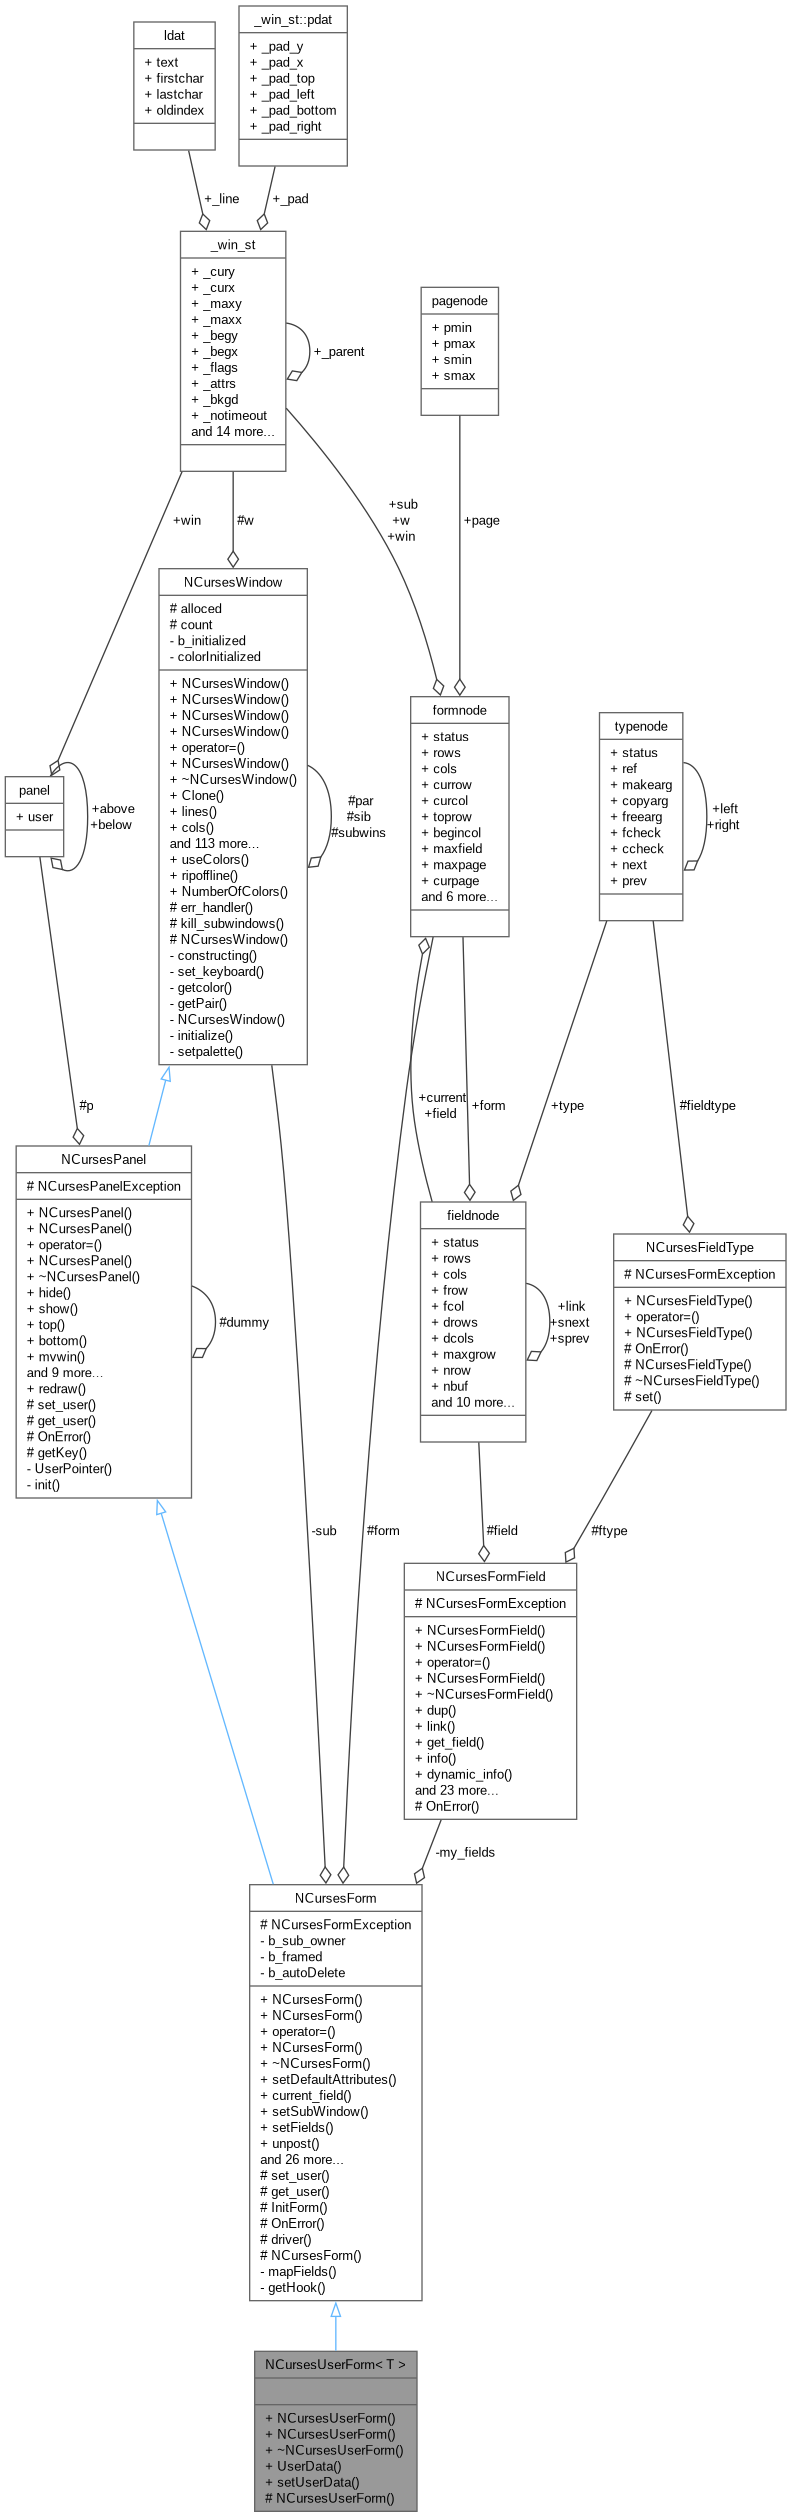 ldat
+ text
+ firstchar
+ lastchar
+ oldindex
_win_st::pdat
+ _pad_y
+ _pad_x
+ _pad_top
+ _pad_left
+ _pad_bottom
+ _pad_right
+_line
+_pad
_win_st
+ _cury
+ _curx
+ _maxy
+ _maxx
+ _begy
+ _begx
+ _flags
+ _attrs
+ _bkgd
+ _notimeout
and 14 more...
+_parent
pagenode
+ pmin
+ pmax
+ smin
+ smax
+win
#w
+sub
+w
+win
+page
NCursesWindow
# alloced
# count
- b_initialized
- colorInitialized
+ NCursesWindow()
+ NCursesWindow()
+ NCursesWindow()
+ NCursesWindow()
+ operator=()
+ NCursesWindow()
+ ~NCursesWindow()
+ Clone()
+ lines()
+ cols()
and 113 more...
+ useColors()
+ ripoffline()
+ NumberOfColors()
# err_handler()
# kill_subwindows()
# NCursesWindow()
- constructing()
- set_keyboard()
- getcolor()
- getPair()
- NCursesWindow()
- initialize()
- setpalette()
#par
#sib
#subwins
formnode
+ status
+ rows
+ cols
+ currow
+ curcol
+ toprow
+ begincol
+ maxfield
+ maxpage
+ curpage
and 6 more...
typenode
+ status
+ ref
+ makearg
+ copyarg
+ freearg
+ fcheck
+ ccheck
+ next
+ prev
+left
+right
panel
+ user
+above
+below
#p
+current
+field
+form
+type
#fieldtype
NCursesPanel
# NCursesPanelException
+ NCursesPanel()
+ NCursesPanel()
+ operator=()
+ NCursesPanel()
+ ~NCursesPanel()
+ hide()
+ show()
+ top()
+ bottom()
+ mvwin()
and 9 more...
+ redraw()
# set_user()
# get_user()
# OnError()
# getKey()
- UserPointer()
- init()
#dummy
fieldnode
+ status
+ rows
+ cols
+ frow
+ fcol
+ drows
+ dcols
+ maxgrow
+ nrow
+ nbuf
and 10 more...
+link
+snext
+sprev
NCursesFieldType
# NCursesFormException
+ NCursesFieldType()
+ operator=()
+ NCursesFieldType()
# OnError()
# NCursesFieldType()
# ~NCursesFieldType()
# set()
-sub
#form
#field
#ftype
NCursesFormField
# NCursesFormException
+ NCursesFormField()
+ NCursesFormField()
+ operator=()
+ NCursesFormField()
+ ~NCursesFormField()
+ dup()
+ link()
+ get_field()
+ info()
+ dynamic_info()
and 23 more...
# OnError()
-my_fields
NCursesForm
# NCursesFormException
- b_sub_owner
- b_framed
- b_autoDelete
+ NCursesForm()
+ NCursesForm()
+ operator=()
+ NCursesForm()
+ ~NCursesForm()
+ setDefaultAttributes()
+ current_field()
+ setSubWindow()
+ setFields()
+ unpost()
and 26 more...
# set_user()
# get_user()
# InitForm()
# OnError()
# driver()
# NCursesForm()
- mapFields()
- getHook()
NCursesUserForm< T >
+ NCursesUserForm()
+ NCursesUserForm()
+ ~NCursesUserForm()
+ UserData()
+ setUserData()
# NCursesUserForm()